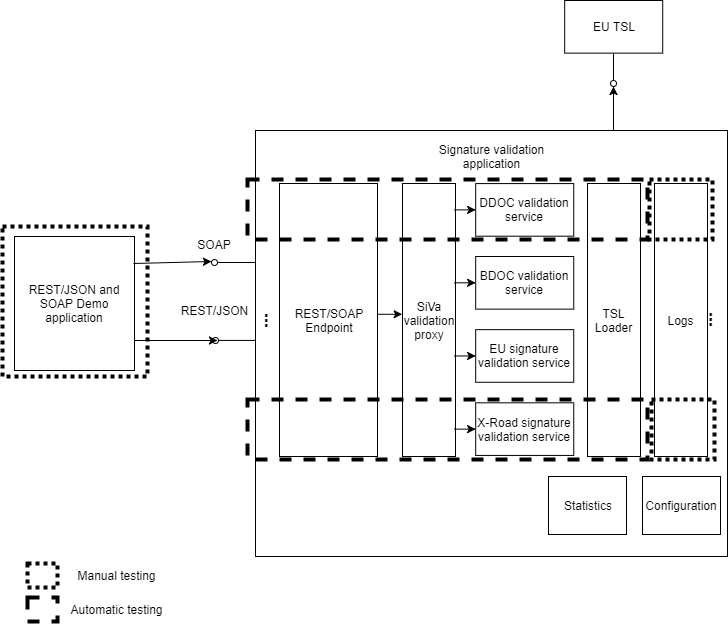 EU TSL
Signature validation
application
DDOC validation
service
SOAP
REST/JSON and
SOAP Demo
application
BDOC validation
service
REST/JSON
REST/SOAP
Endpoint
SiVa
validation
proxy
TSL
Loader
Logs
EU signature
validation service
X-Road signature
validation service
Statistics
Configuration
Manual testing
Automatic testing